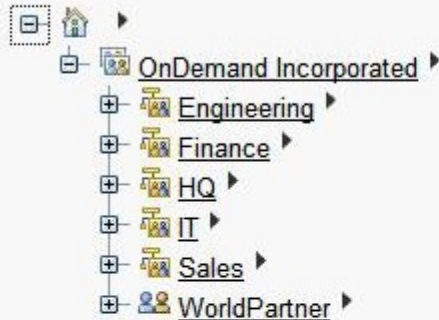 OnDemand Incorporated
Engineering
Finance
HQ
IT
Sales
WorldPartner